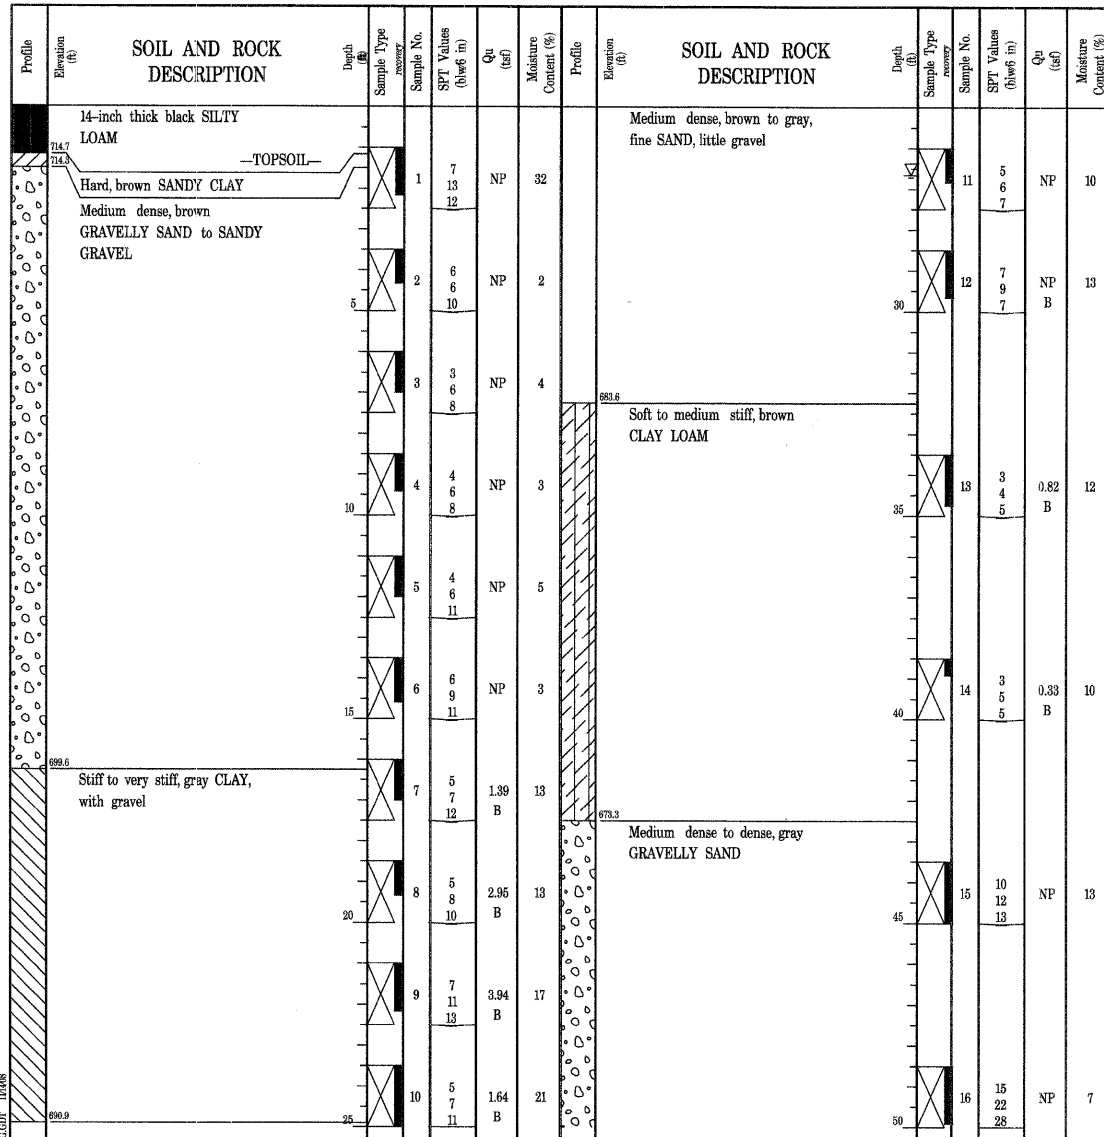 Profile
Elevation (ft)
SOIL AND ROCK
DESCRIPTION
Depth (ft)
Sample Type
recovery
Sample No.
SPT Values (blw6 in)
Qu (tsf)
Moisture Content (%)
Profile
Elevation (ft)
SOIL AND ROCK
DESCRIPTION
Depth (ft)
Sample Type
recovery
Sample No.
SPT Values (blw6 in)
Qu (tsf)
Moisture Content (%)
14-inch thick black SILTY
LOAM
714.7
—TOPSOIL—
714.3
Hard, brown SANDY CLAY
Medium dense, brown
GRAVELLY SAND to SANDY
GRAVEL
1
7
13
12
NP
32
2
6
6
10
NP
2
5
3
3
6
8
NP
4
4
4
6
8
NP
3
10
5
4
6
11
NP
5
6
6
9
11
NP
3
15
699.6
Stiff to very stiff, gray CLAY,
with gravel
7
5
7
12
1.39
B
13
8
5
8
10
2.95
B
13
20
9
7
11
13
3.94
B
17
10
5
7
11
1.64
B
21
690.9
25
Medium dense, brown to gray,
fine SAND, little gravel
11
5
6
7
NP
10
12
7
9
7
NP
B
13
30
683.6
Soft to medium stiff, brown
CLAY LOAM
13
3
4
5
0.82
B
12
35
14
3
5
5
0.33
B
10
40
673.3
Medium dense to dense, gray
GRAVELLY SAND
15
10
12
13
NP
13
45
16
15
22
28
NP
7
50